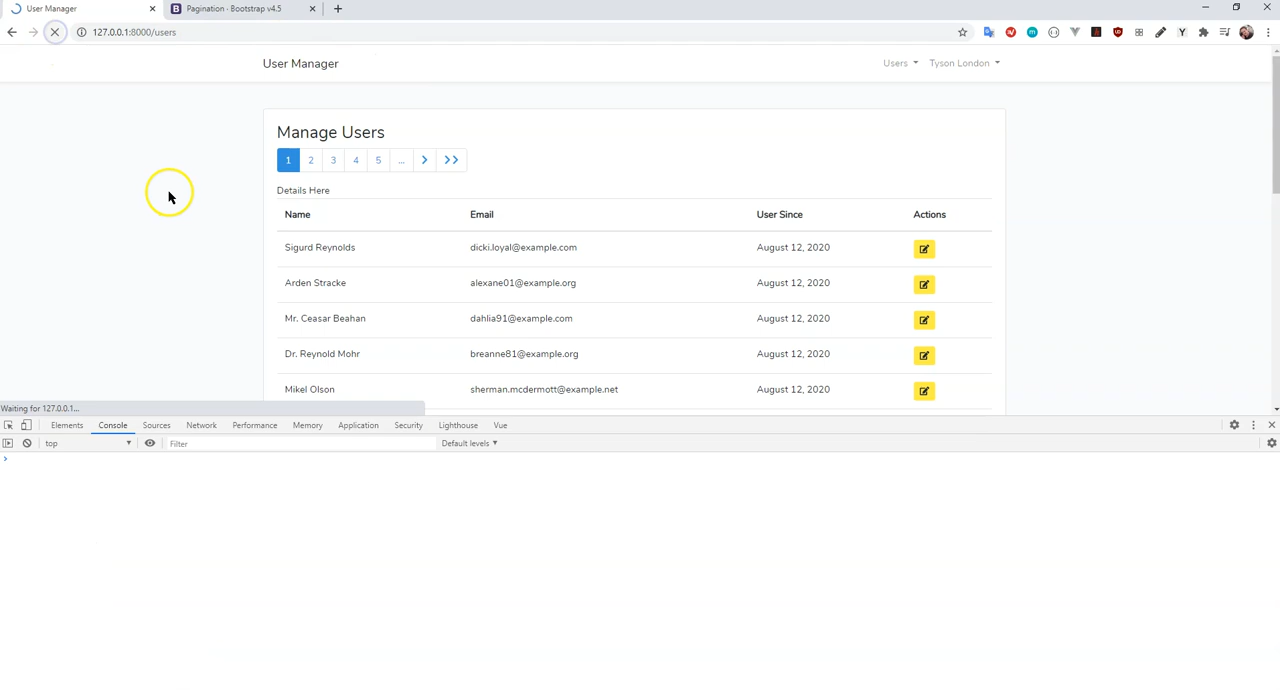 User Manager
Pagination · Bootstrap v4.5
127.0.0.1:8000/users
User Manager
Users
Tyson London
Manage Users
1 2 3 4 5 ... > >>
Details Here
Name Email User Since Actions
Sigurd Reynolds dicki.loyal@example.com August 12, 2020
Arden Stracke alexane01@example.org August 12, 2020
Mr. Ceasar Beahan dahlia91@example.com August 12, 2020
Dr. Reynold Mohr breanne81@example.org August 12, 2020
Mikel Olson sherman.mcdermott@example.net August 12, 2020
Waiting for 127.0.0.1...
Elements Console Sources Network Performance Memory Application Security Lighthouse Vue
top Filter Default levels